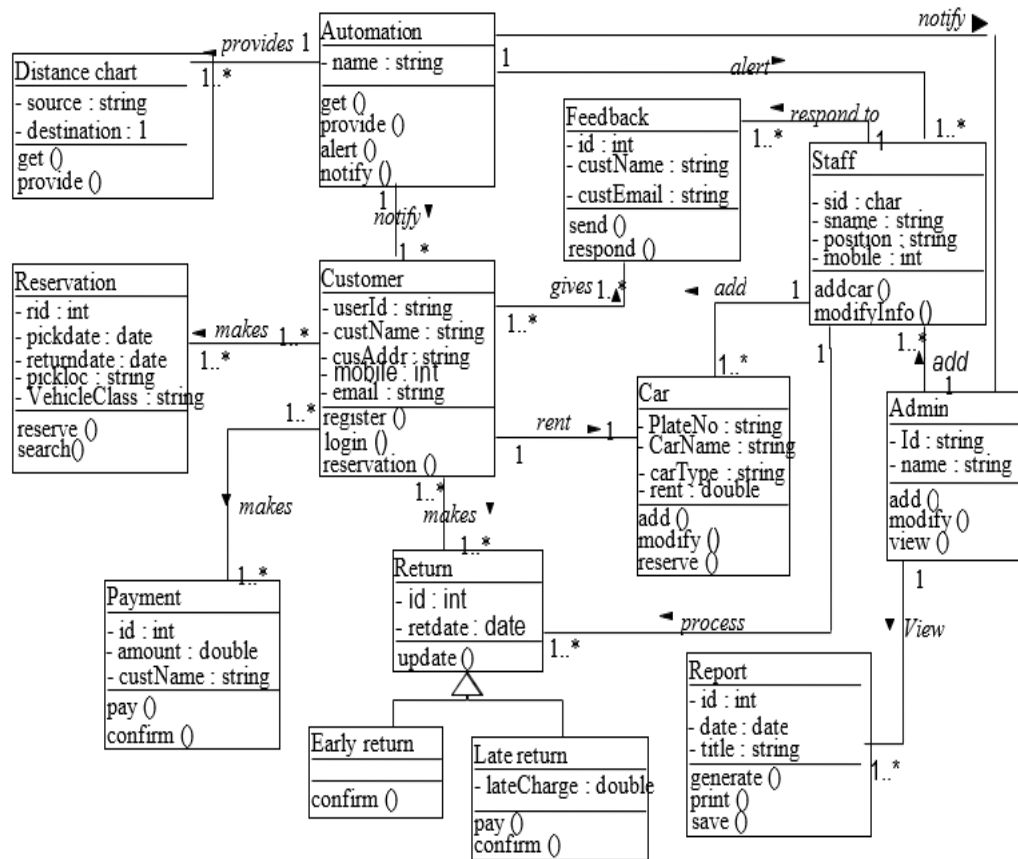 Automation
- name : string
get ()
provide ()
alert ()
notify ()
provides 1
1..*
Distance chart
- source : string
- destination : 1
get ()
provide ()
notify
1
alert
1..*
Feedback
- id : int
- custName : string
- custEmail : string
send ()
respond ()
respond to
1..*
1
Staff
- sid : char
- sname : string
- position : string
- mobile : int
addcar ()
modifyInfo ()
1
notify
1..*
Reservation
- rid : int
- pickdate : date
- returndate : date
- pickloc : string
- VehicleClass : string
reserve ()
search()
makes
1..*
1..*
Customer
- userId : string
- custName : string
- cusAddr : string
- mobile : int
- email : string
register ()
login ()
reservation ()
gives
1..*
1..*
add
1
1..*
1
1..*
add
1
Car
- PlateNo : string
- CarName : string
- carType : string
- rent : double
add ()
modify ()
reserve ()
Admin
- Id : string
- name : string
add ()
modify ()
view ()
rent
1
1
1..*
makes
1..*
1..*
makes
1..*
Payment
- id : int
- amount : double
- custName : string
pay ()
confirm ()
Return
- id : int
- retdate : date
update ()
process
1..*
1
View
1..*
Report
- id : int
- date : date
- title : string
generate ()
print ()
save ()
Early return
confirm ()
Late return
- lateCharge : double
pay ()
confirm ()